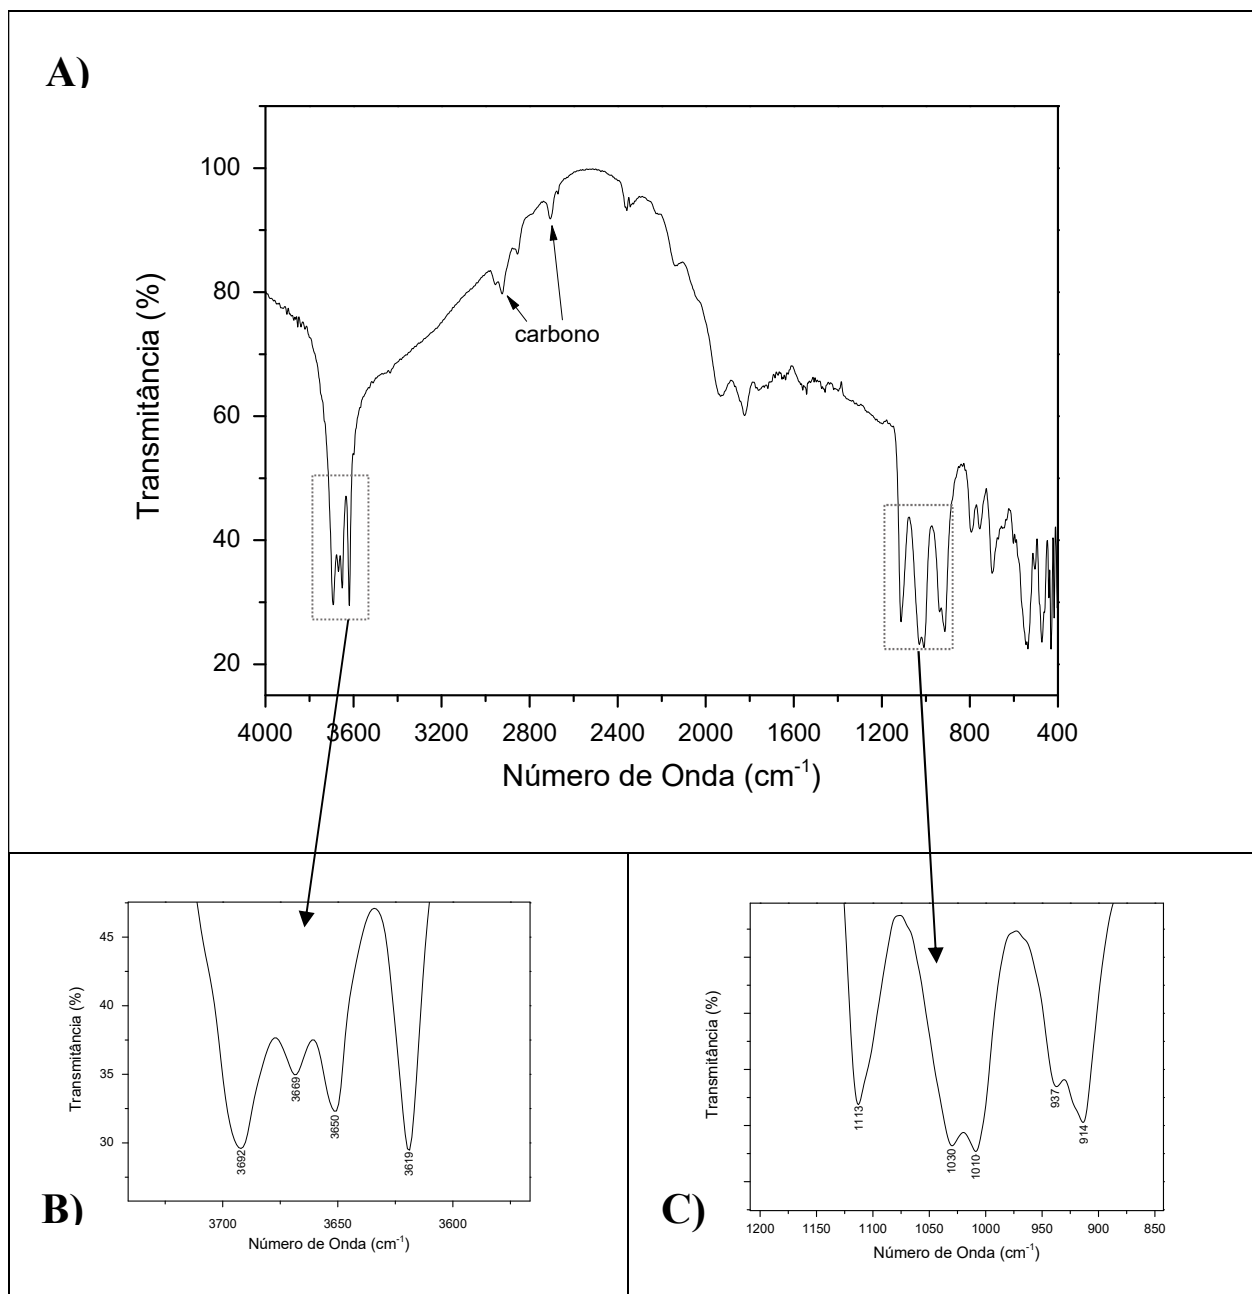 A)
100
80
60
40
20
Transmitância (%)
carbono
4000 3600 3200 2800 2400 2000 1600 1200 800 400
Número de Onda (cm-1)
B)
45
40
35
30
Transmitância (%)
3692
3669
3650
3619
3700 3650 3600
Número de Onda (cm-1)
C)
Transmitância (%)
1113
1030
1010
937
914
1200 1150 1100 1050 1000 950 900 850
Número de Onda (cm-1)